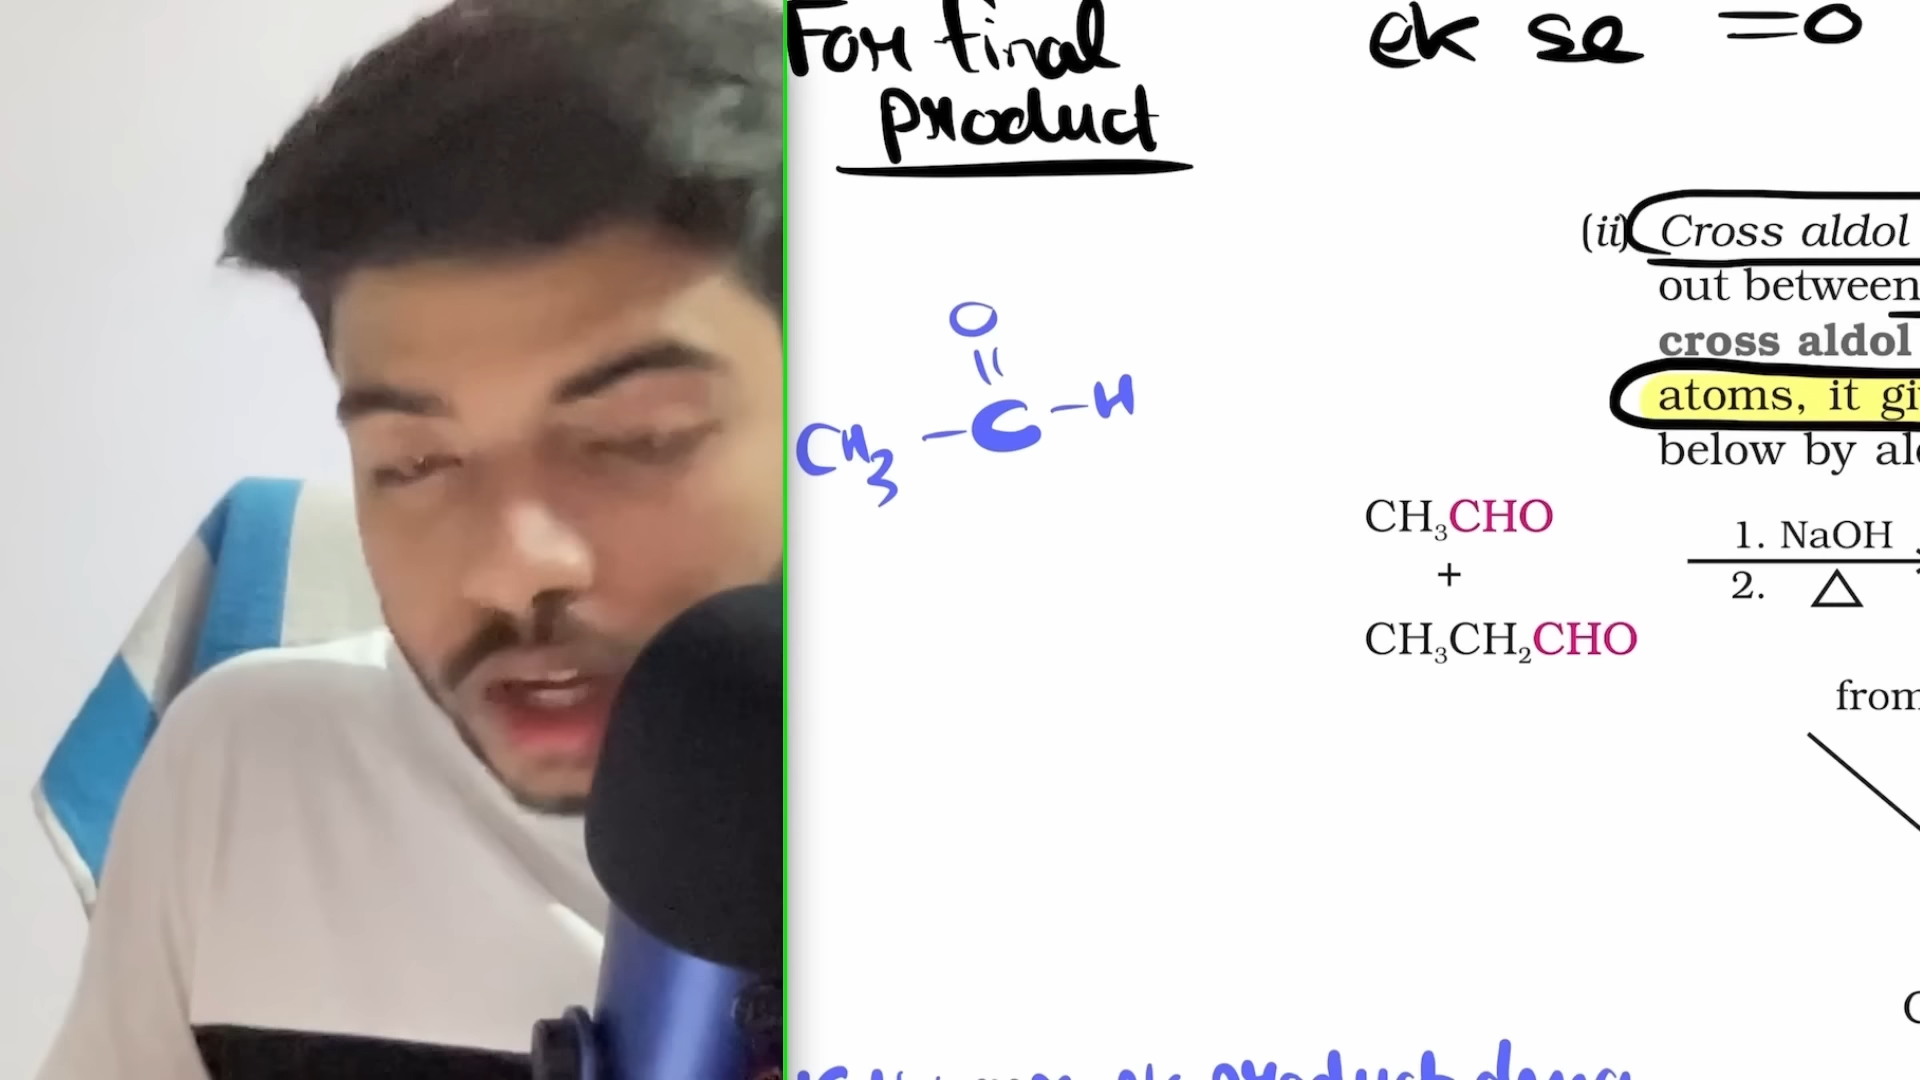 For final
product
ek se =O
(ii) Cross aldol
out between
cross aldol
atoms, it gi
below by al
O
||
CH3 - C - H
CH3CHO
+
CH3CH2CHO
1. NaOH
2. △
from
product